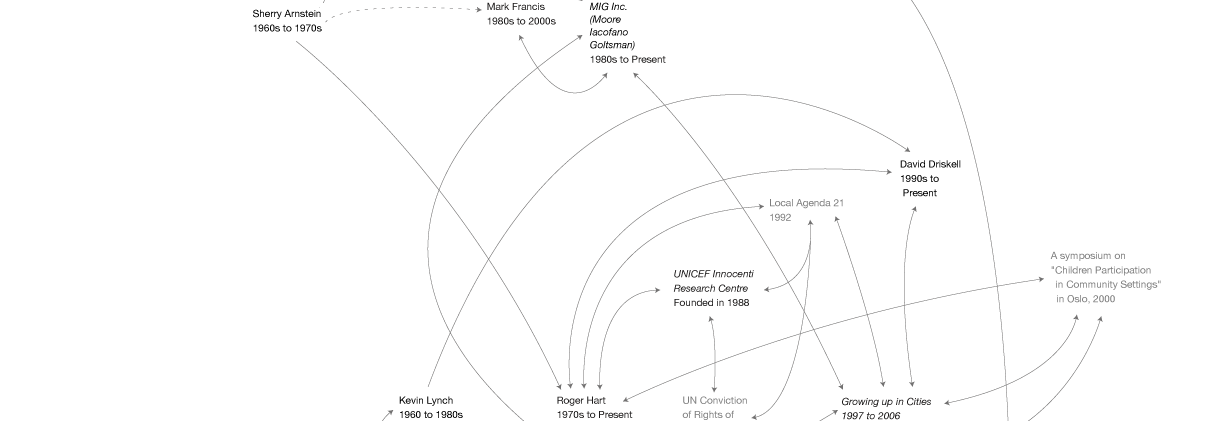 Sherry Arnstein
1960s to 1970s
Mark Francis
1980s to 2000s
MIG Inc.
(Moore
Iacofano
Goltsman)
1980s to Present
David Driskell
1990s to
Present
Local Agenda 21
1992
A symposium on
"Children Participation
in Community Settings"
in Oslo, 2000
UNICEF Innocenti
Research Centre
Founded in 1988
Kevin Lynch
1960 to 1980s
Roger Hart
1970s to Present
UN Conviction
of Rights of
Growing up in Cities
1997 to 2006